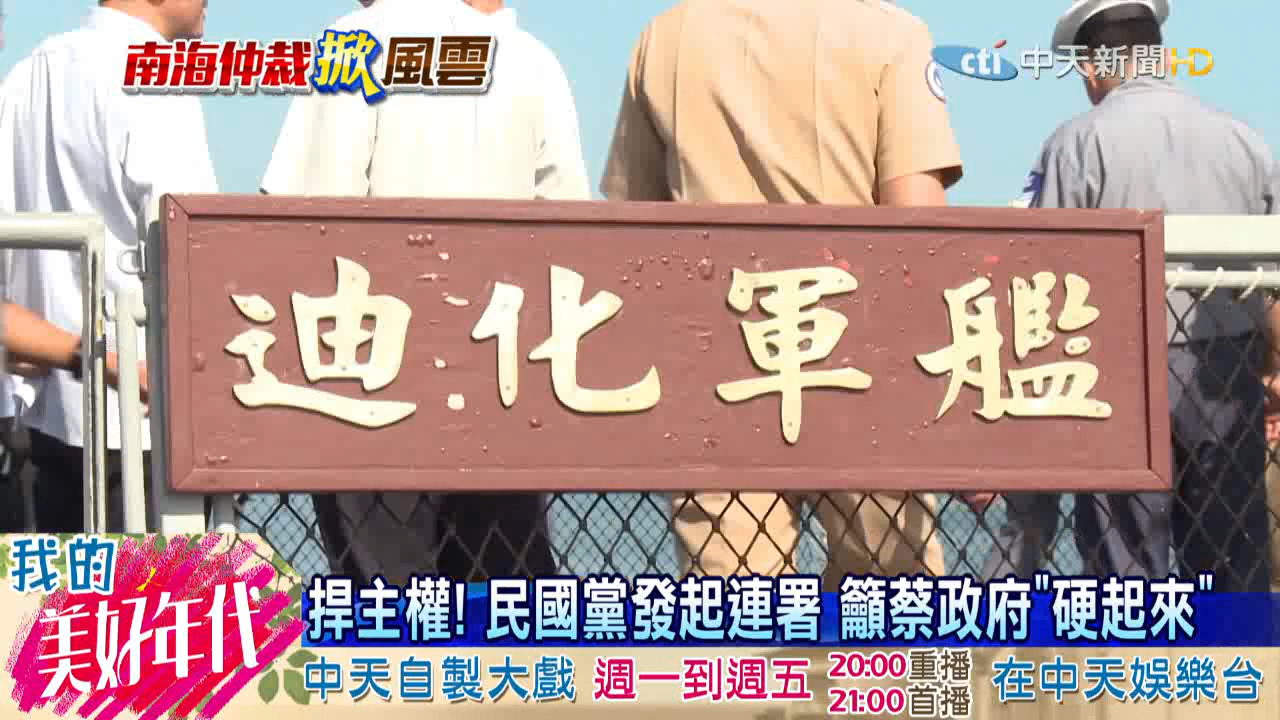 南海仲裁掀風雲
cti 中天新聞HD
迪化軍艦
我的
美好年代
捍主權! 民國黨發起連署 籲蔡政府"硬起來"
中天自製大戲 週一到週五 20:00重播 21:00首播 在中天娛樂台